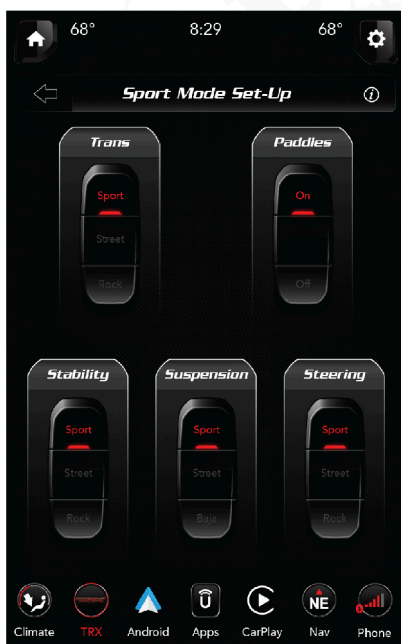 68° 8:29 68°
Sport Mode Set-Up
Trans Paddles
Sport On
Street
Rock Off
Stability Suspension Steering
Sport Sport Sport
Street Street Street
Rock Baja Rock
NE
Climate TRX Android Apps CarPlay Nav Phone